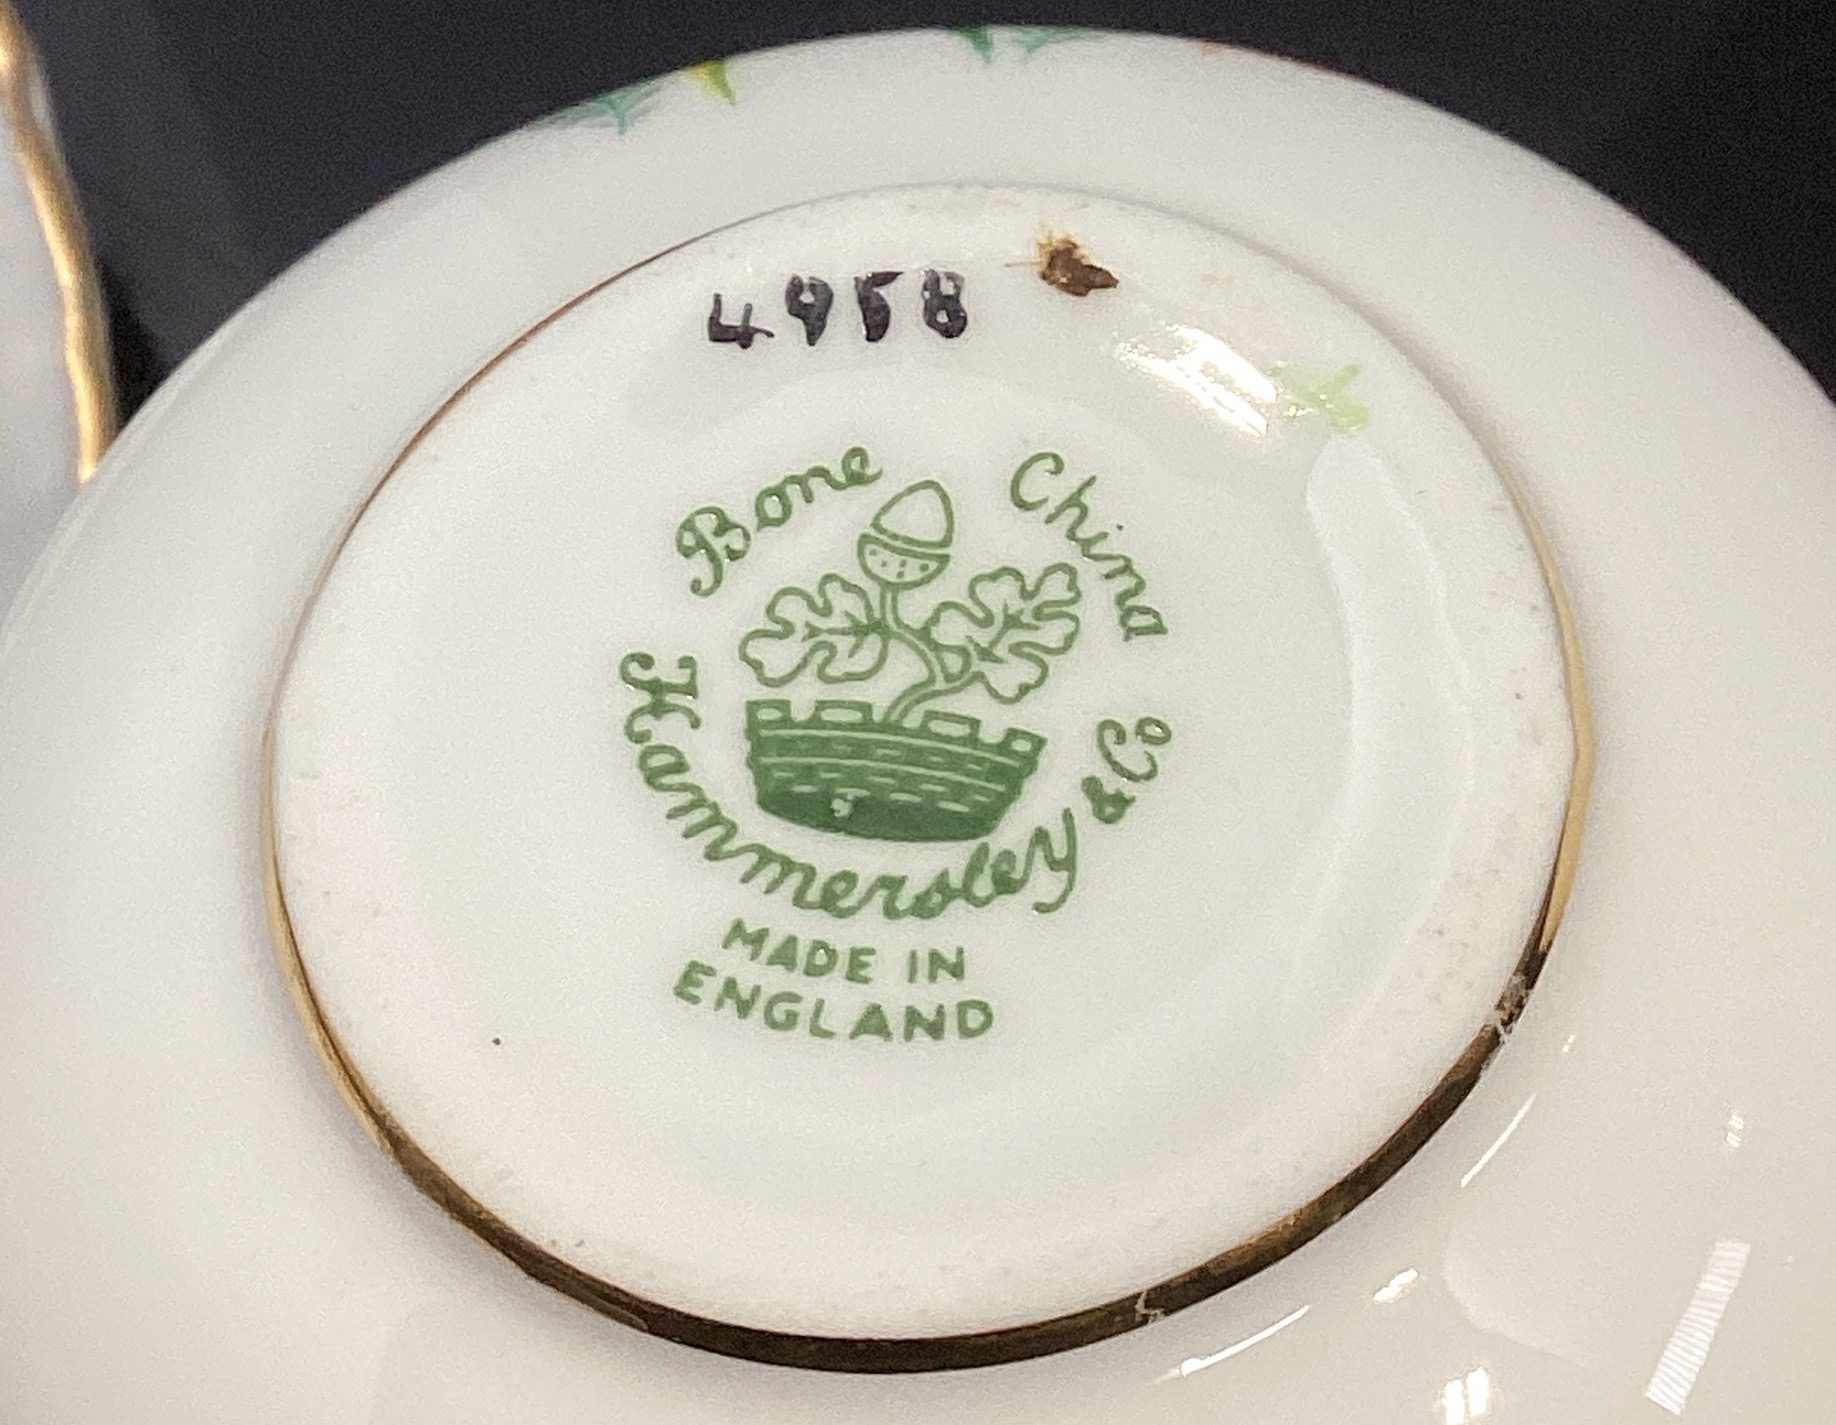 4958
Bone China
Hammersley & Co
MADE IN
ENGLAND